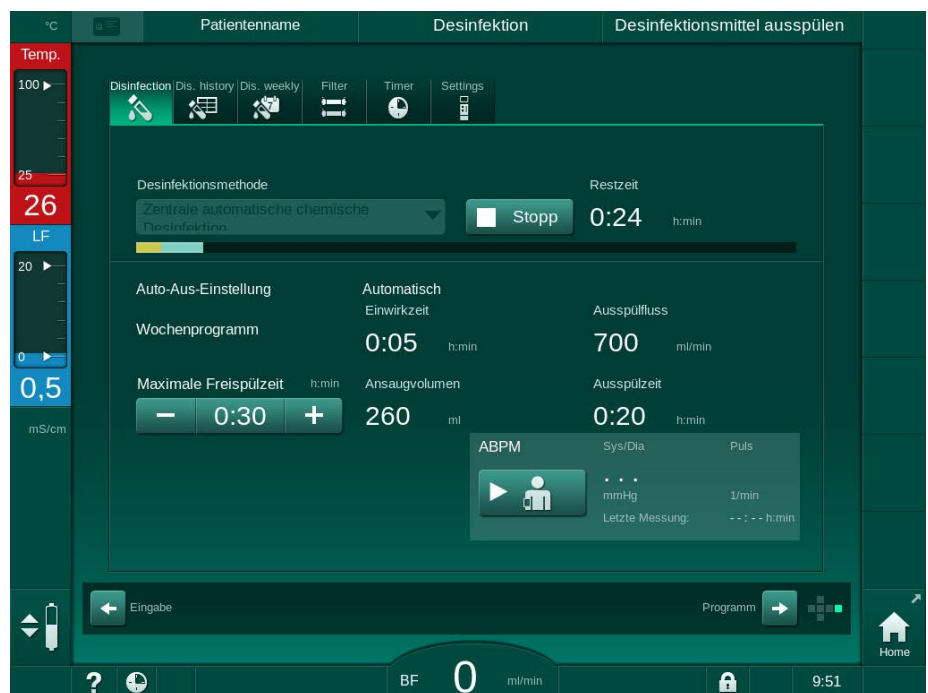 °C
Patientenname
Desinfektion
Desinfektionsmittel ausspülen
Temp.
100
25
26
LF
20
0
0,5
mS/cm
Disinfection
Dis. history
Dis. weekly
Filter
Timer
Settings
Desinfektionsmethode
Restzeit
Zentrale automatische chemische
Desinfektion
Stopp
0:24 h:min
Auto-Aus-Einstellung
Automatisch
Einwirkzeit
Ausspülfluss
Wochenprogramm
0:05 h:min
700 ml/min
Maximale Freispülzeit h:min
Ansaugvolumen
Ausspülzeit
− 0:30 +
260 ml
0:20 h:min
ABPM
Sys/Dia
Puls
. . .
mmHg
1/min
Letzte Messung: --:-- h:min
Eingabe
Programm
Home
?
BF 0 ml/min
9:51